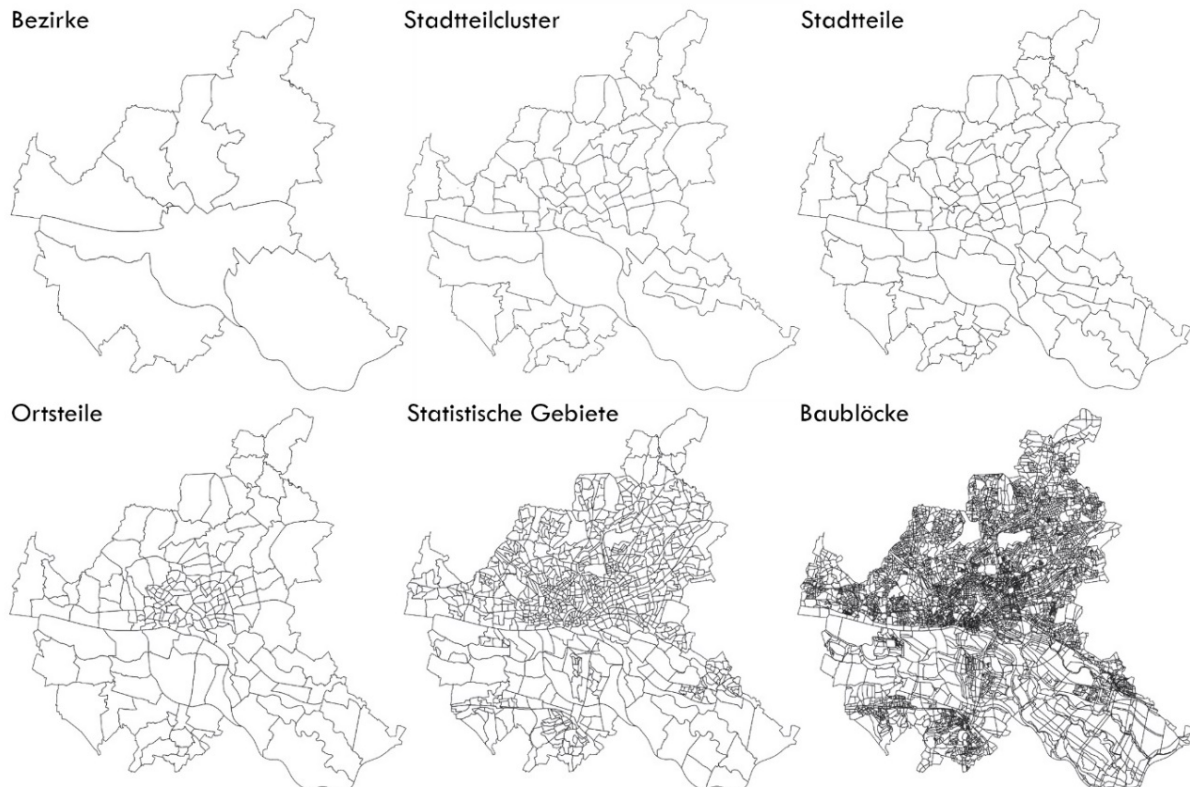 Bezirke
Stadtteilcluster
Stadtteile
Ortsteile
Statistische Gebiete
Baublöcke